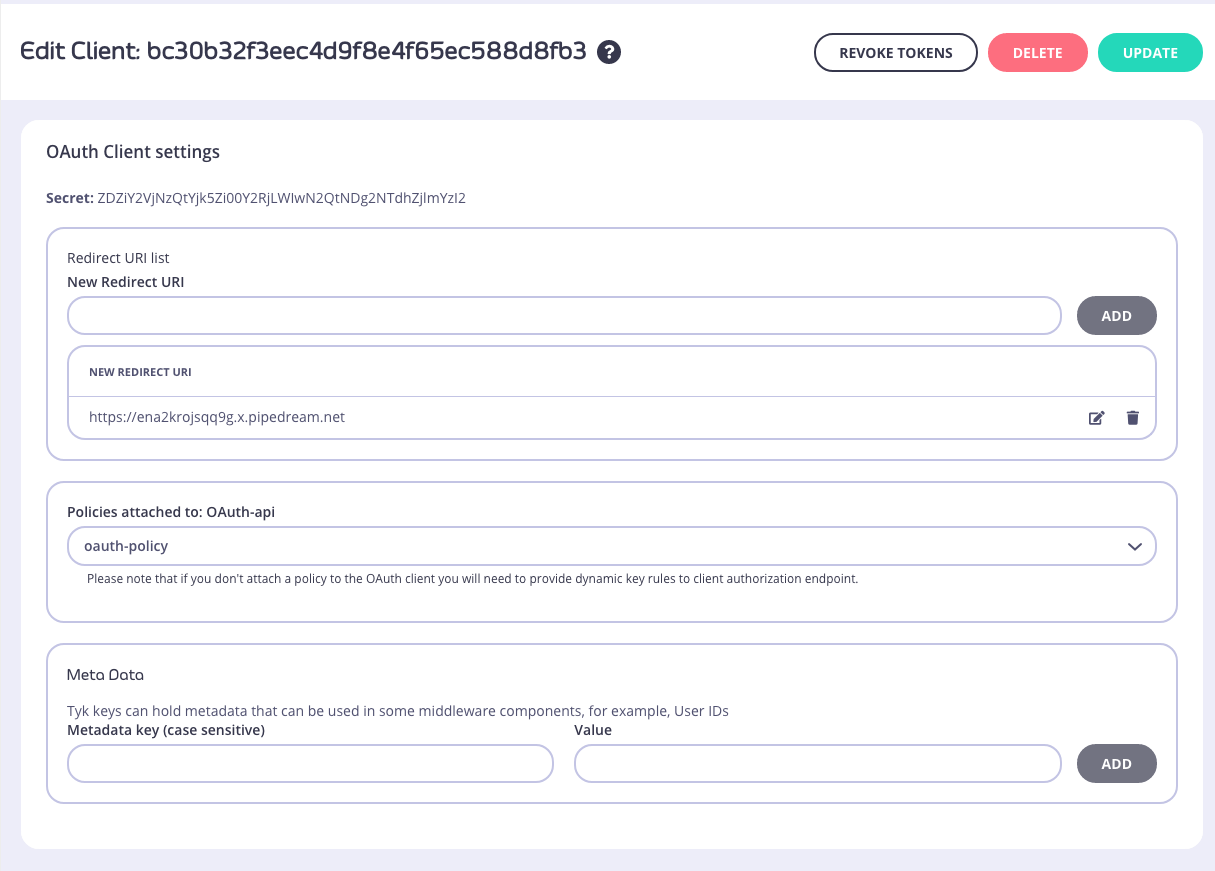 Edit Client: bc30b32f3eec4d9f8e4f65ec588d8fb3 ?
REVOKE TOKENS
DELETE
UPDATE
OAuth Client settings
Secret: ZDZiY2VjNzQtYjk5Zi00Y2RjLWIwN2QtNDg2NTdhZjlmYzI2
Redirect URI list
New Redirect URI
ADD
NEW REDIRECT URI
https://ena2krojsqq9g.x.pipedream.net
Policies attached to: OAuth-api
oauth-policy
Please note that if you don't attach a policy to the OAuth client you will need to provide dynamic key rules to client authorization endpoint.
Meta Data
Tyk keys can hold metadata that can be used in some middleware components, for example, User IDs
Metadata key (case sensitive)
Value
ADD